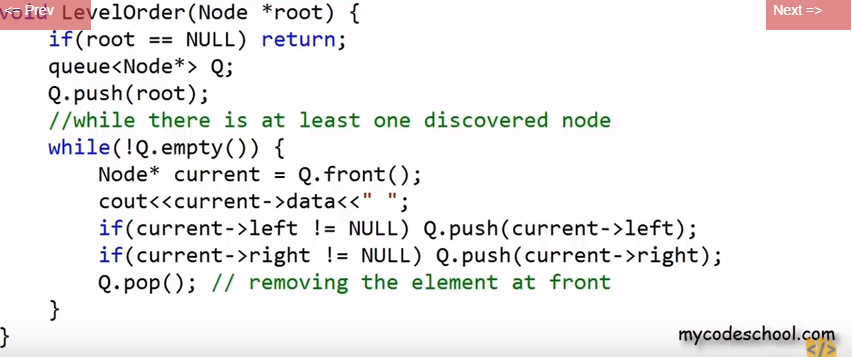 <= Prev
Next =>
void LevelOrder(Node *root) {
if(root == NULL) return;
queue<Node*> Q;
Q.push(root);
//while there is at least one discovered node
while(!Q.empty()) {
Node* current = Q.front();
cout<<current->data<<" ";
if(current->left != NULL) Q.push(current->left);
if(current->right != NULL) Q.push(current->right);
Q.pop(); // removing the element at front
}
}
mycodeschool.com
</>